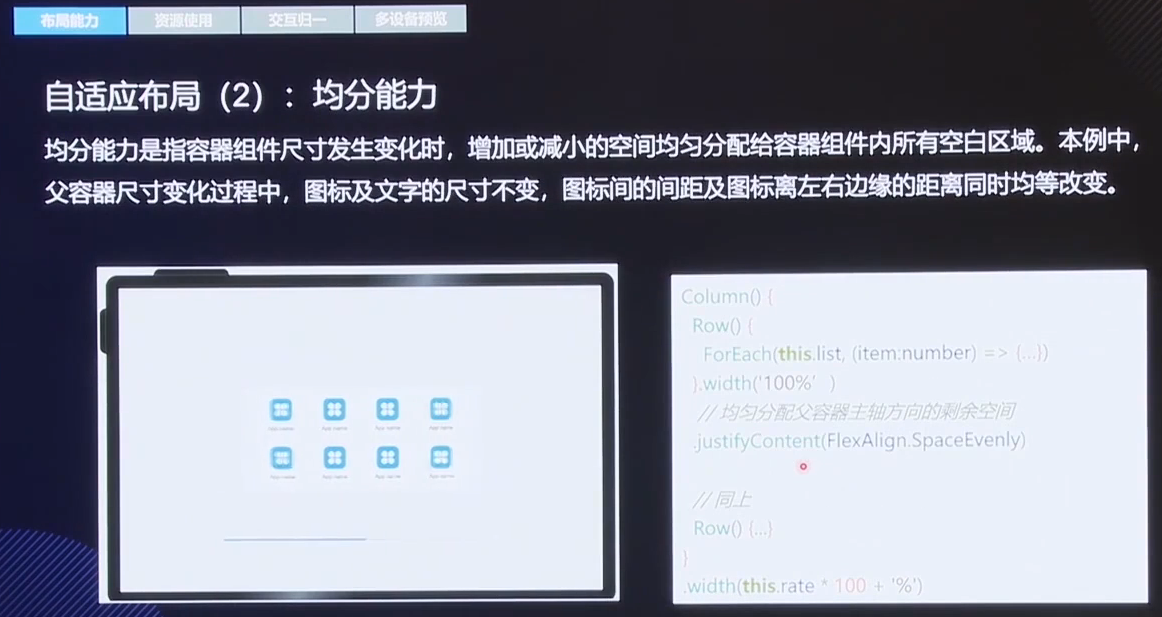 布局能力 资源使用 交互归一 多设备预览
自适应布局（2）：均分能力
均分能力是指容器组件尺寸发生变化时，增加或减小的空间均匀分配给容器组件内所有空白区域。本例中，
父容器尺寸变化过程中，图标及文字的尺寸不变，图标间的间距及图标离左右边缘的距离同时均等改变。
App name App name App name App name
App name App name App name App name
Column() {
Row() {
ForEach(this.list, (item:number) => {...})
}.width('100%' )
// 均匀分配父容器主轴方向的剩余空间
.justifyContent(FlexAlign.SpaceEvenly)
// 同上
Row() {...}
}
.width(this.rate * 100 + '%')